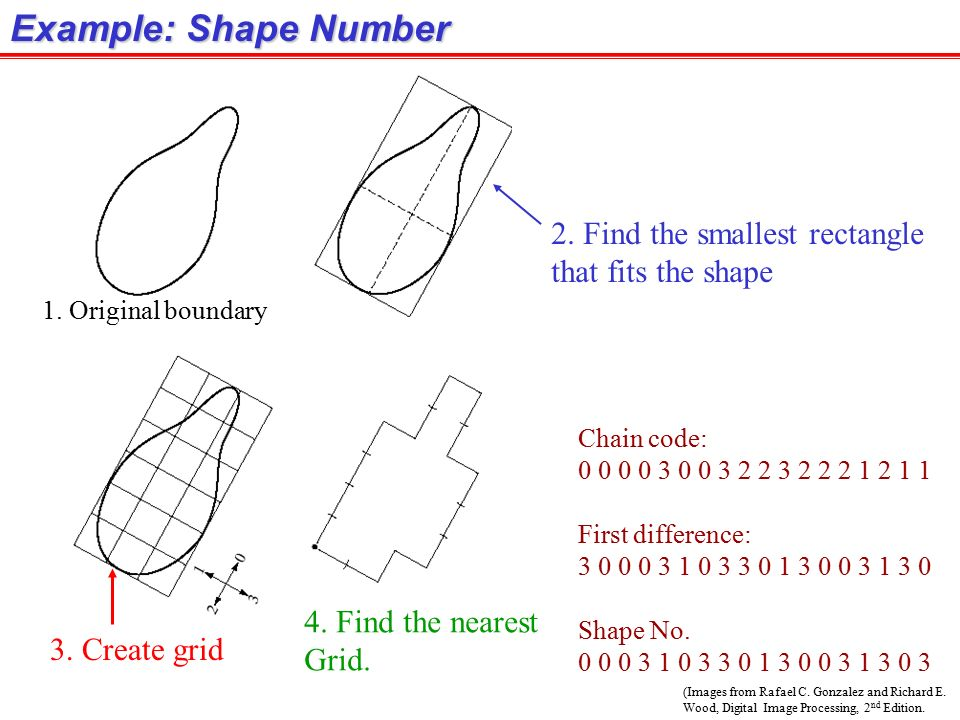 Example: Shape Number
2. Find the smallest rectangle
that fits the shape
1. Original boundary
0
1
2
3
3. Create grid
4. Find the nearest
Grid.
Chain code:
0 0 0 0 3 0 0 3 2 2 3 2 2 2 1 2 1 1
First difference:
3 0 0 0 3 1 0 3 3 0 1 3 0 0 3 1 3 0
Shape No.
0 0 0 3 1 0 3 3 0 1 3 0 0 3 1 3 0 3
(Images from Rafael C. Gonzalez and Richard E.
Wood, Digital Image Processing, 2nd Edition.